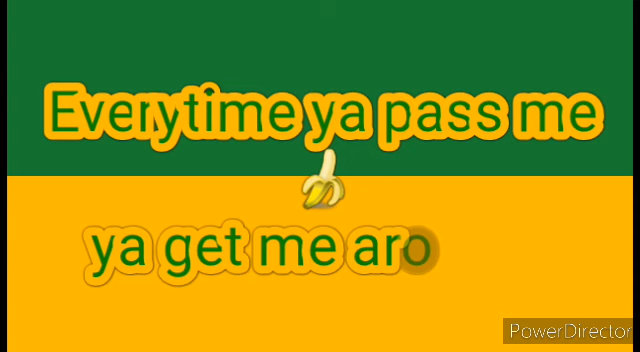 Everytime ya pass me
ya get me aro
PowerDirector